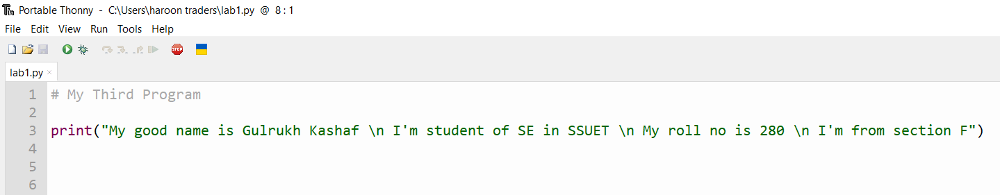 Portable Thonny - C:\Users\haroon traders\lab1.py @ 8 : 1
File Edit View Run Tools Help
STOP
lab1.py ×
1 # My Third Program
2
3 print("My good name is Gulrukh Kashaf \n I'm student of SE in SSUET \n My roll no is 280 \n I'm from section F")
4
5
6